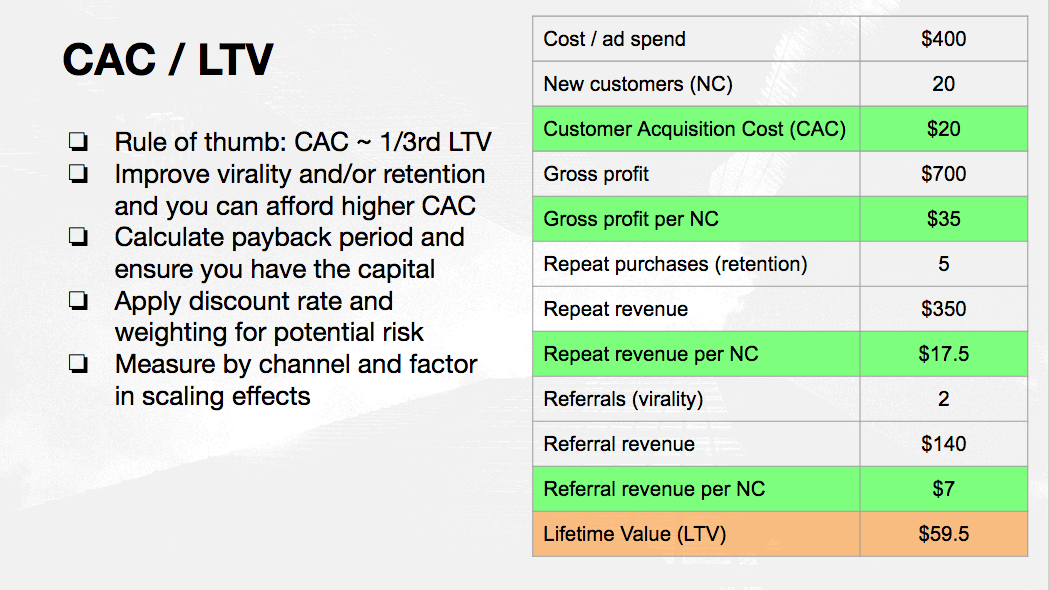 CAC / LTV
❏ Rule of thumb: CAC ~ 1/3rd LTV
❏ Improve virality and/or retention
and you can afford higher CAC
❏ Calculate payback period and
ensure you have the capital
❏ Apply discount rate and
weighting for potential risk
❏ Measure by channel and factor
in scaling effects
Cost / ad spend $400
New customers (NC) 20
Customer Acquisition Cost (CAC) $20
Gross profit $700
Gross profit per NC $35
Repeat purchases (retention) 5
Repeat revenue $350
Repeat revenue per NC $17.5
Referrals (virality) 2
Referral revenue $140
Referral revenue per NC $7
Lifetime Value (LTV) $59.5